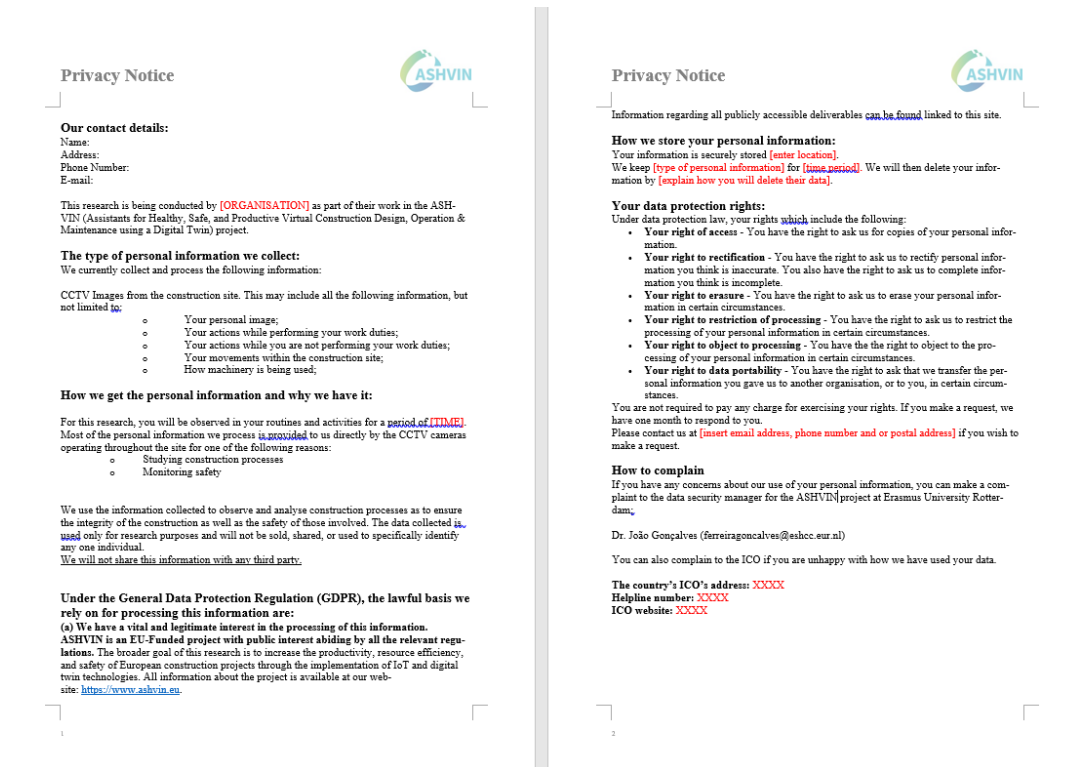 Privacy Notice
ASHVIN
Our contact details:
Name:
Address:
Phone Number:
E-mail:
This research is being conducted by [ORGANISATION] as part of their work in the ASH-
VIN (Assistants for Healthy, Safe, and Productive Virtual Construction Design, Operation &
Maintenance using a Digital Twin) project.
The type of personal information we collect:
We currently collect and process the following information:
CCTV Images from the construction site. This may include all the following information, but
not limited to:
o Your personal image;
o Your actions while performing your work duties;
o Your actions while you are not performing your work duties;
o Your movements within the construction site;
o How machinery is being used;
How we get the personal information and why we have it:
For this research, you will be observed in your routines and activities for a period of [TIME].
Most of the personal information we process is provided to us directly by the CCTV cameras
operating throughout the site for one of the following reasons:
o Studying construction processes
o Monitoring safety
We use the information collected to observe and analyse construction processes as to ensure
the integrity of the construction as well as the safety of those involved. The data collected is
used only for research purposes and will not be sold, shared, or used to specifically identify
any one individual.
We will not share this information with any third party.
Under the General Data Protection Regulation (GDPR), the lawful basis we
rely on for processing this information are:
(a) We have a vital and legitimate interest in the processing of this information.
ASHVIN is an EU-Funded project with public interest abiding by all the relevant regu-
lations. The broader goal of this research is to increase the productivity, resource efficiency,
and safety of European construction projects through the implementation of IoT and digital
twin technologies. All information about the project is available at our web-
site: https://www.ashvin.eu.
1
Privacy Notice
ASHVIN
Information regarding all publicly accessible deliverables can be found linked to this site.
How we store your personal information:
Your information is securely stored [enter location].
We keep [type of personal information] for [time period]. We will then delete your infor-
mation by [explain how you will delete their data].
Your data protection rights:
Under data protection law, your rights which include the following:
• Your right of access - You have the right to ask us for copies of your personal infor-
mation.
• Your right to rectification - You have the right to ask us to rectify personal infor-
mation you think is inaccurate. You also have the right to ask us to complete infor-
mation you think is incomplete.
• Your right to erasure - You have the right to ask us to erase your personal infor-
mation in certain circumstances.
• Your right to restriction of processing - You have the right to ask us to restrict the
processing of your personal information in certain circumstances.
• Your right to object to processing - You have the the right to object to the pro-
cessing of your personal information in certain circumstances.
• Your right to data portability - You have the right to ask that we transfer the per-
sonal information you gave us to another organisation, or to you, in certain circum-
stances.
You are not required to pay any charge for exercising your rights. If you make a request, we
have one month to respond to you.
Please contact us at [insert email address, phone number and or postal address] if you wish to
make a request.
How to complain
If you have any concerns about our use of your personal information, you can make a com-
plaint to the data security manager for the ASHVIN project at Erasmus University Rotter-
dam;
Dr. João Gonçalves (ferreiragoncalves@eshcc.eur.nl)
You can also complain to the ICO if you are unhappy with how we have used your data.
The country's ICO's address: XXXX
Helpline number: XXXX
ICO website: XXXX
2